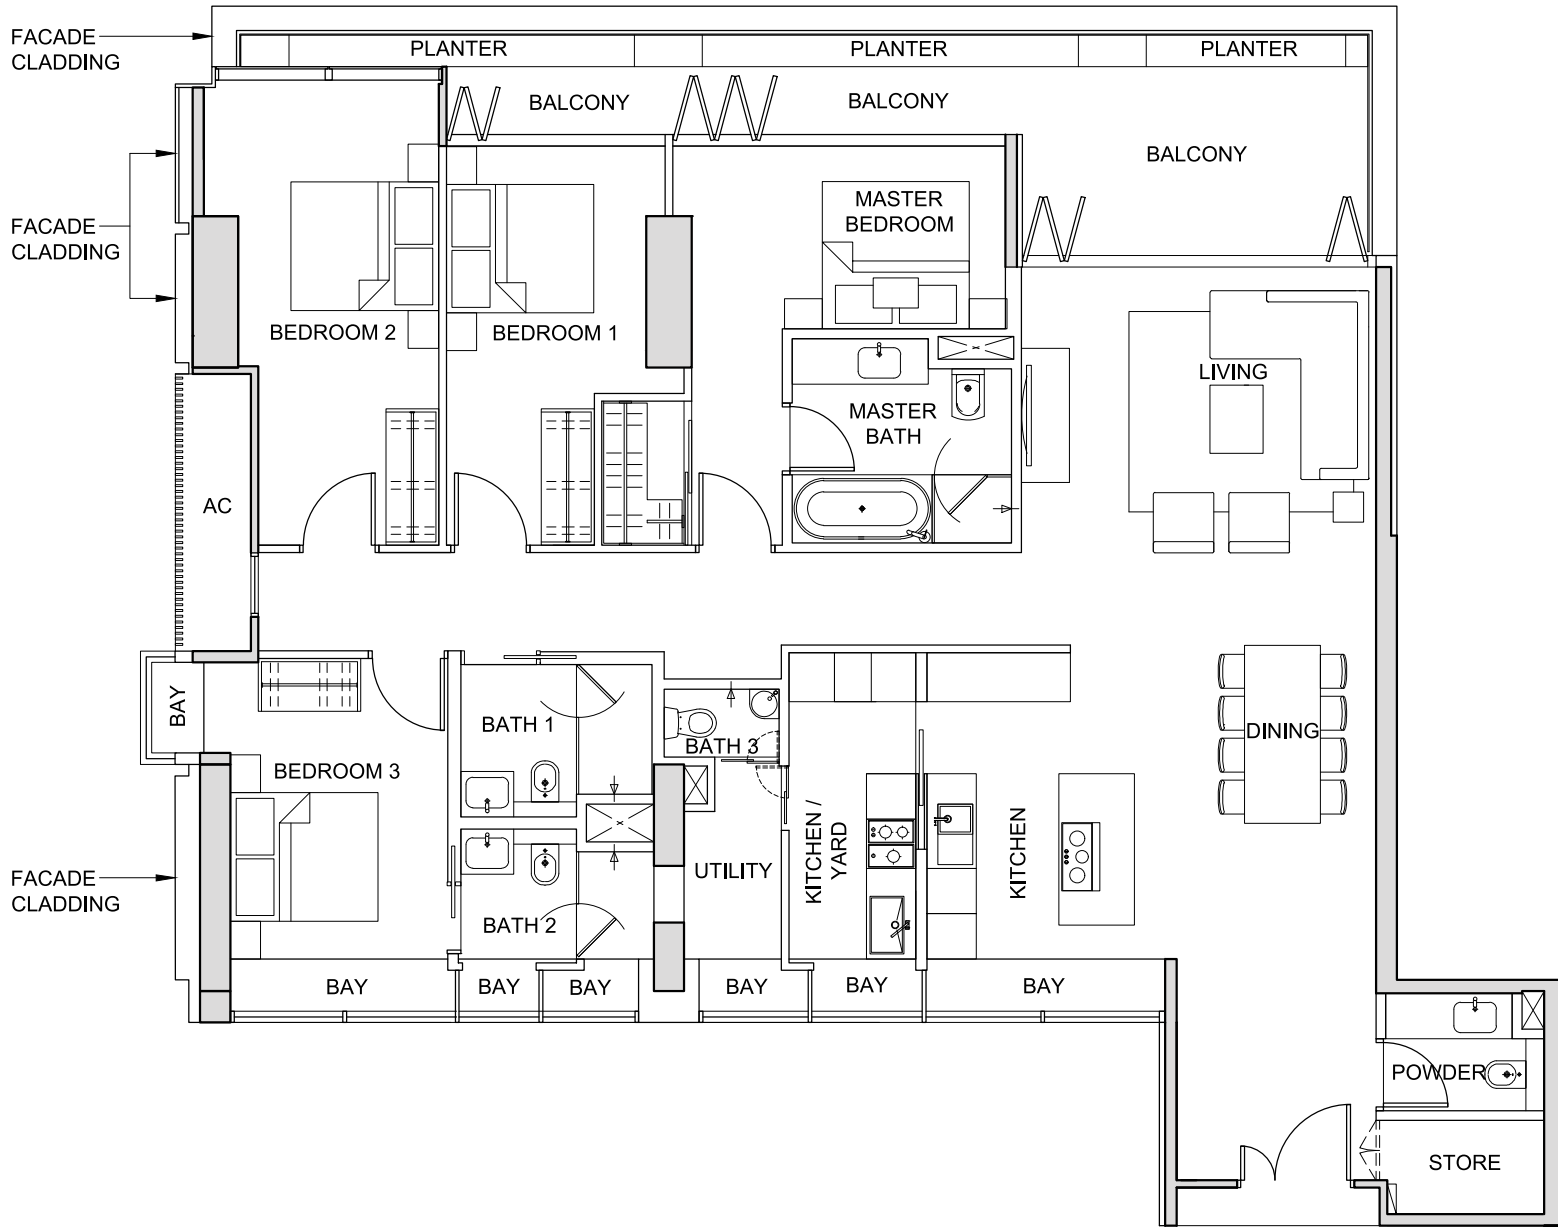 FACADE
CLADDING
PLANTER
PLANTER
PLANTER
BALCONY
BALCONY
BALCONY
FACADE
CLADDING
MASTER
BEDROOM
BEDROOM 2
BEDROOM 1
LIVING
MASTER
BATH
AC
BAY
BATH 1
BATH 3
DINING
BEDROOM 3
KITCHEN /
YARD
KITCHEN
UTILITY
FACADE
CLADDING
BATH 2
BAY
BAY
BAY
BAY
BAY
BAY
POWDER
STORE